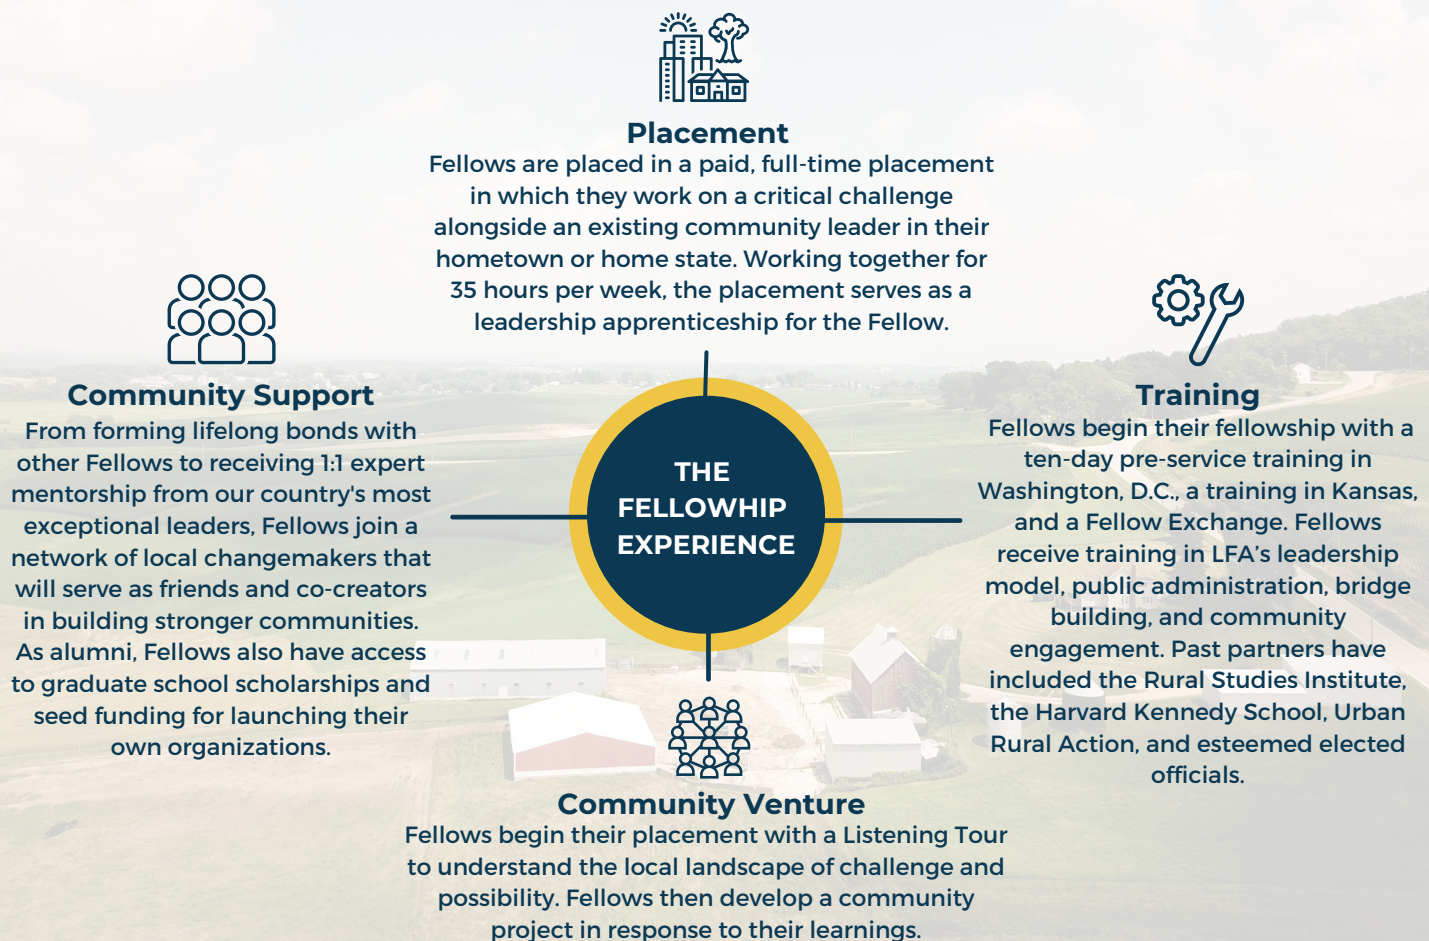 Placement
Fellows are placed in a paid, full-time placement
in which they work on a critical challenge
alongside an existing community leader in their
hometown or home state. Working together for
35 hours per week, the placement serves as a
leadership apprenticeship for the Fellow.
Community Support
From forming lifelong bonds with
other Fellows to receiving 1:1 expert
mentorship from our country's most
exceptional leaders, Fellows join a
network of local changemakers that
will serve as friends and co-creators
in building stronger communities.
As alumni, Fellows also have access
to graduate school scholarships and
seed funding for launching their
own organizations.
THE
FELLOWHIP
EXPERIENCE
Training
Fellows begin their fellowship with a
ten-day pre-service training in
Washington, D.C., a training in Kansas,
and a Fellow Exchange. Fellows
receive training in LFA’s leadership
model, public administration, bridge
building, and community
engagement. Past partners have
included the Rural Studies Institute,
the Harvard Kennedy School, Urban
Rural Action, and esteemed elected
officials.
Community Venture
Fellows begin their placement with a Listening Tour
to understand the local landscape of challenge and
possibility. Fellows then develop a community
project in response to their learnings.